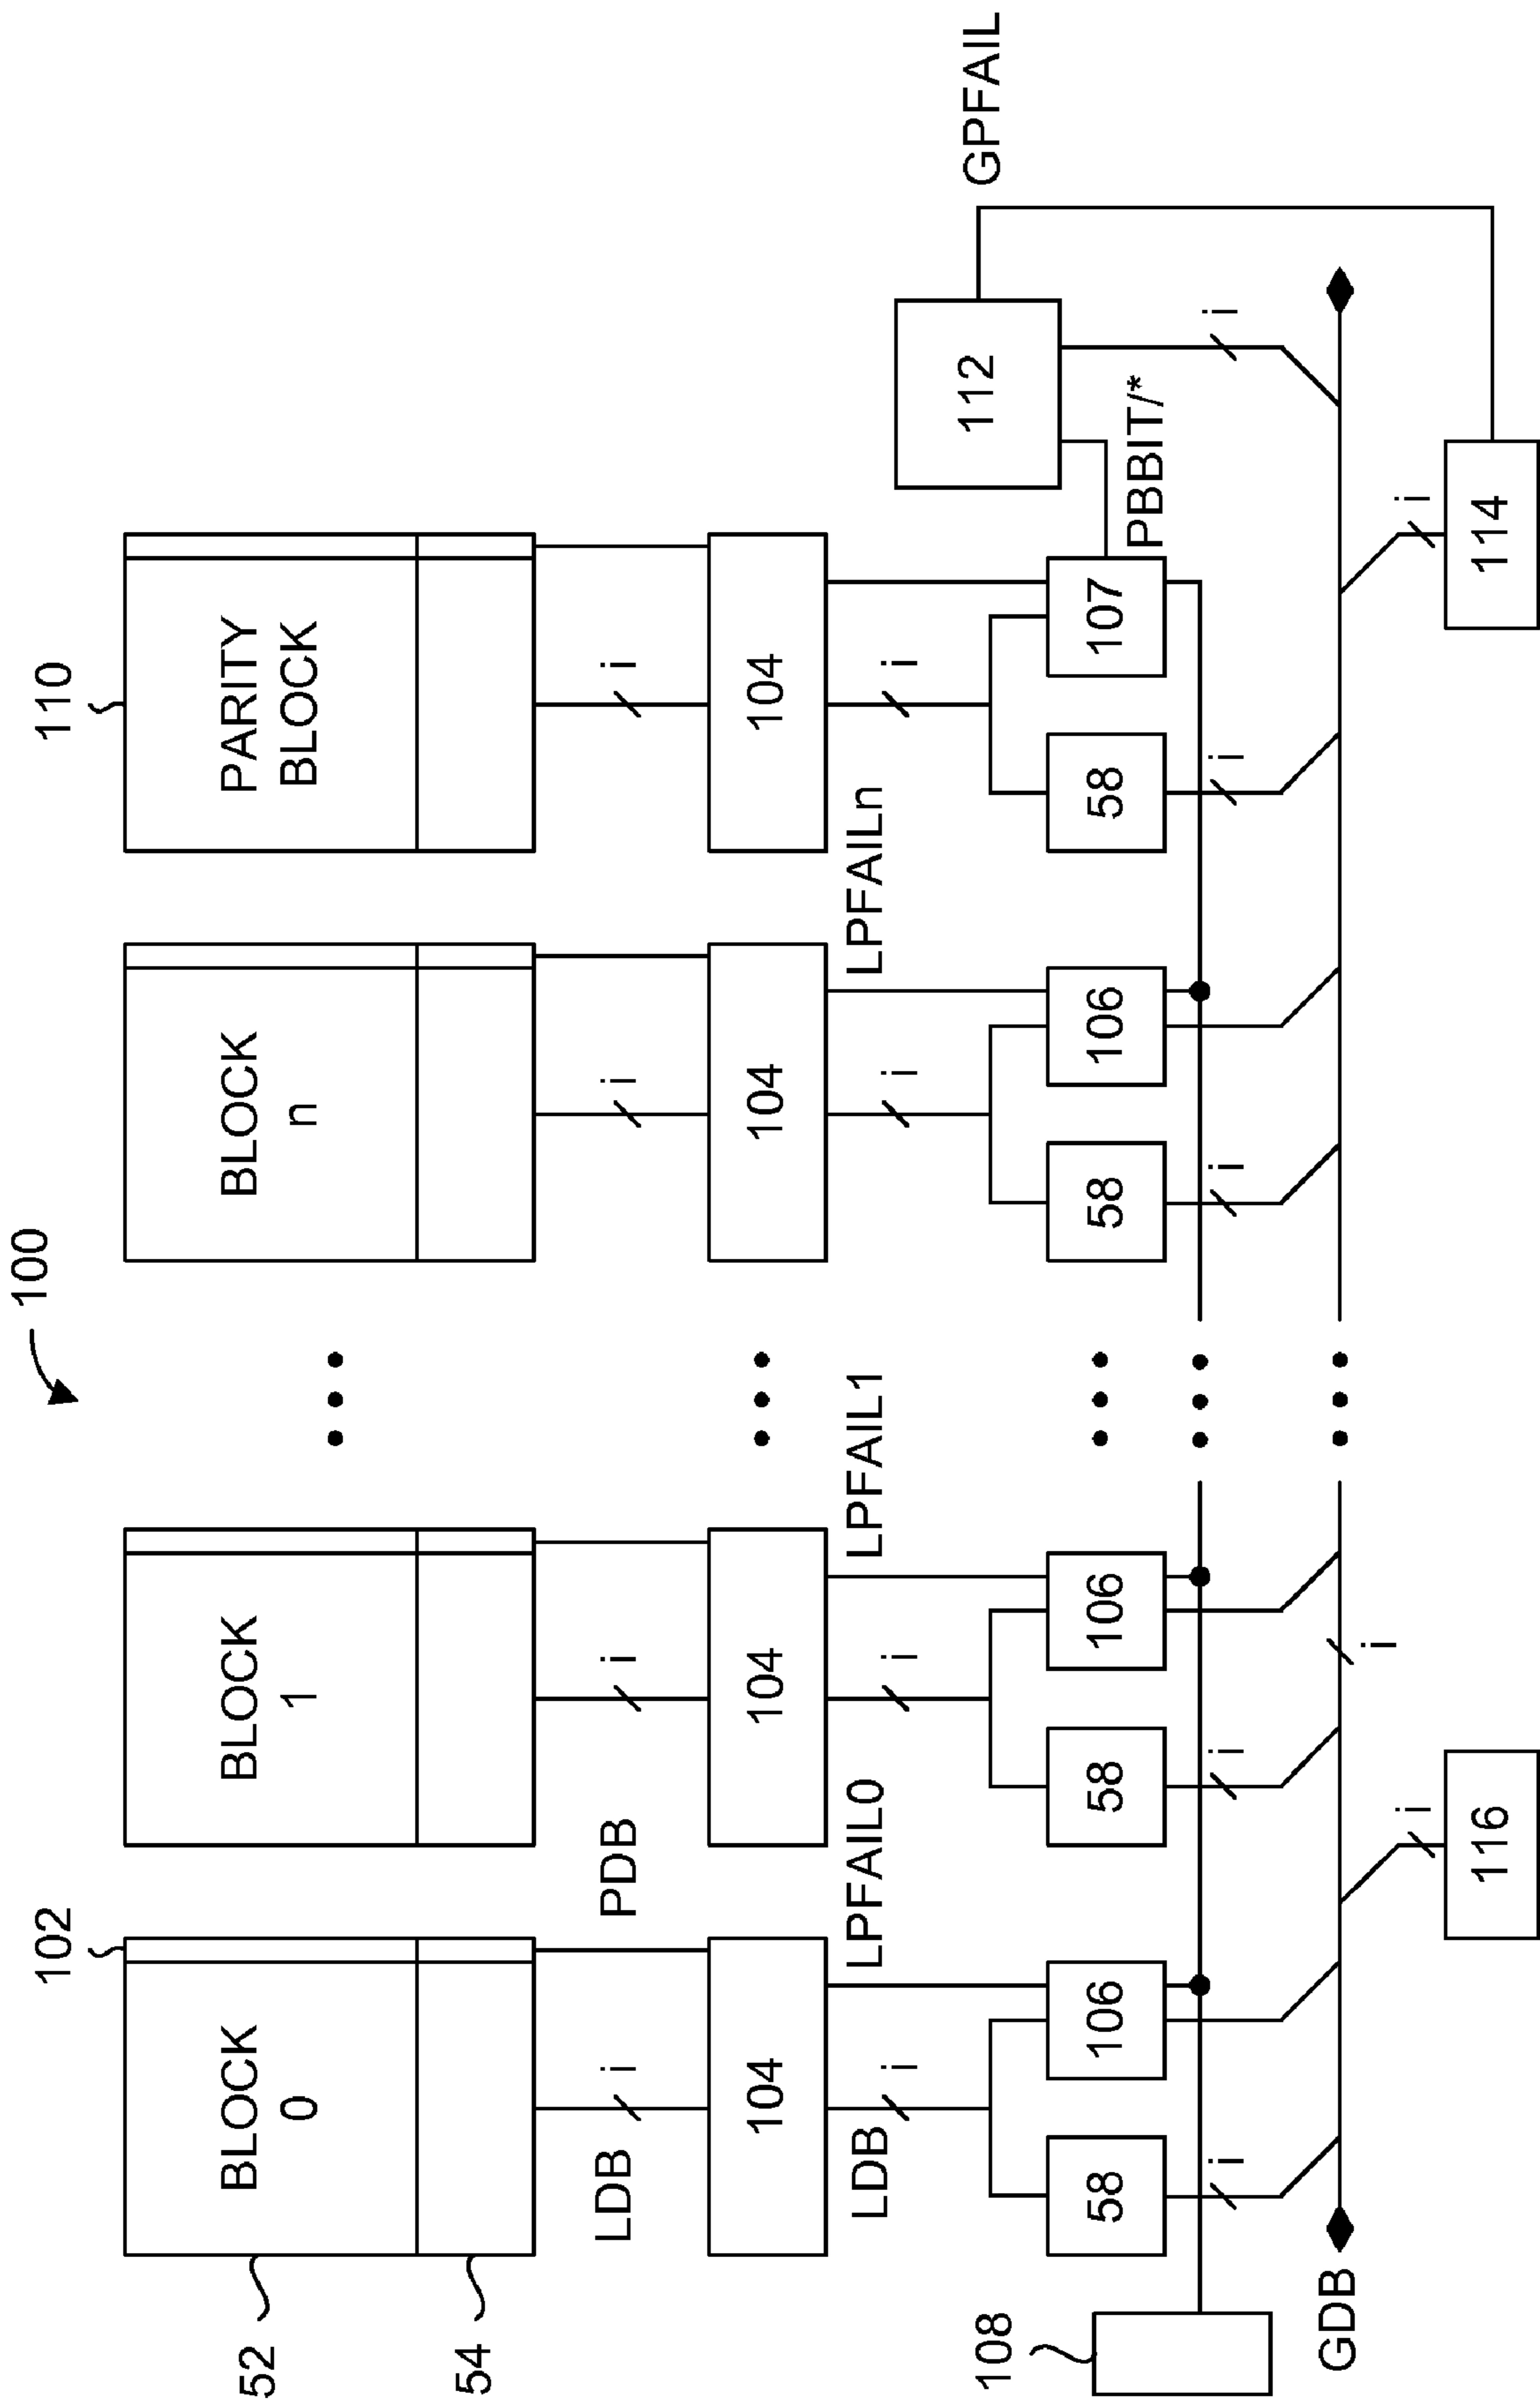 100
102
110
BLOCK
0
BLOCK
1
BLOCK
n
PARITY
BLOCK
52
54
LDB
i
PDB
i
i
i
104
104
104
104
LDB
i
LPFAIL0
i
LPFAIL1
i
LPFAILn
i
GPFAIL
112
58
106
58
106
58
106
58
107
PBBIT/*
108
i
i
i
i
i
GDB
i
i
i
116
114